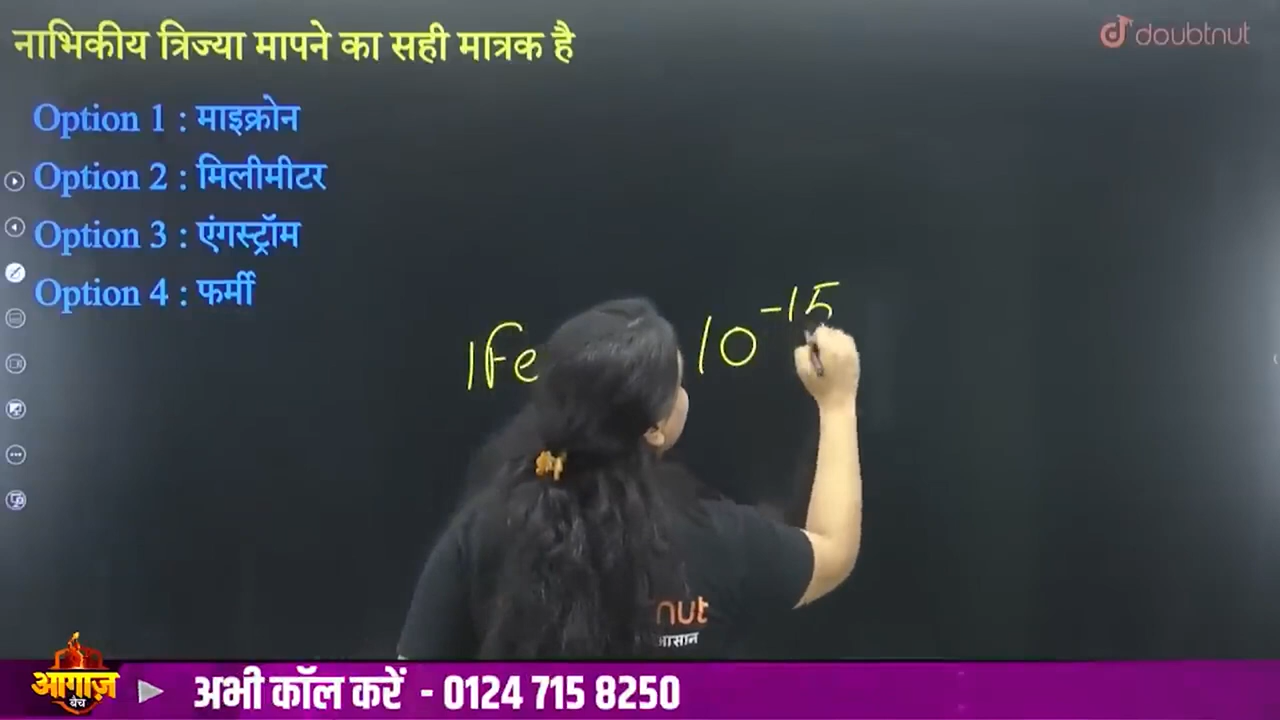 नाभिकीय त्रिज्या मापने का सही मात्रक है
doubtnut
Option 1 : माइक्रोन
Option 2 : मिलीमीटर
Option 3 : एंगस्ट्रॉम
Option 4 : फर्मी
1Fe 10⁻¹⁵
nut
आसान
आगाज़
बैच
अभी कॉल करें - 0124 715 8250